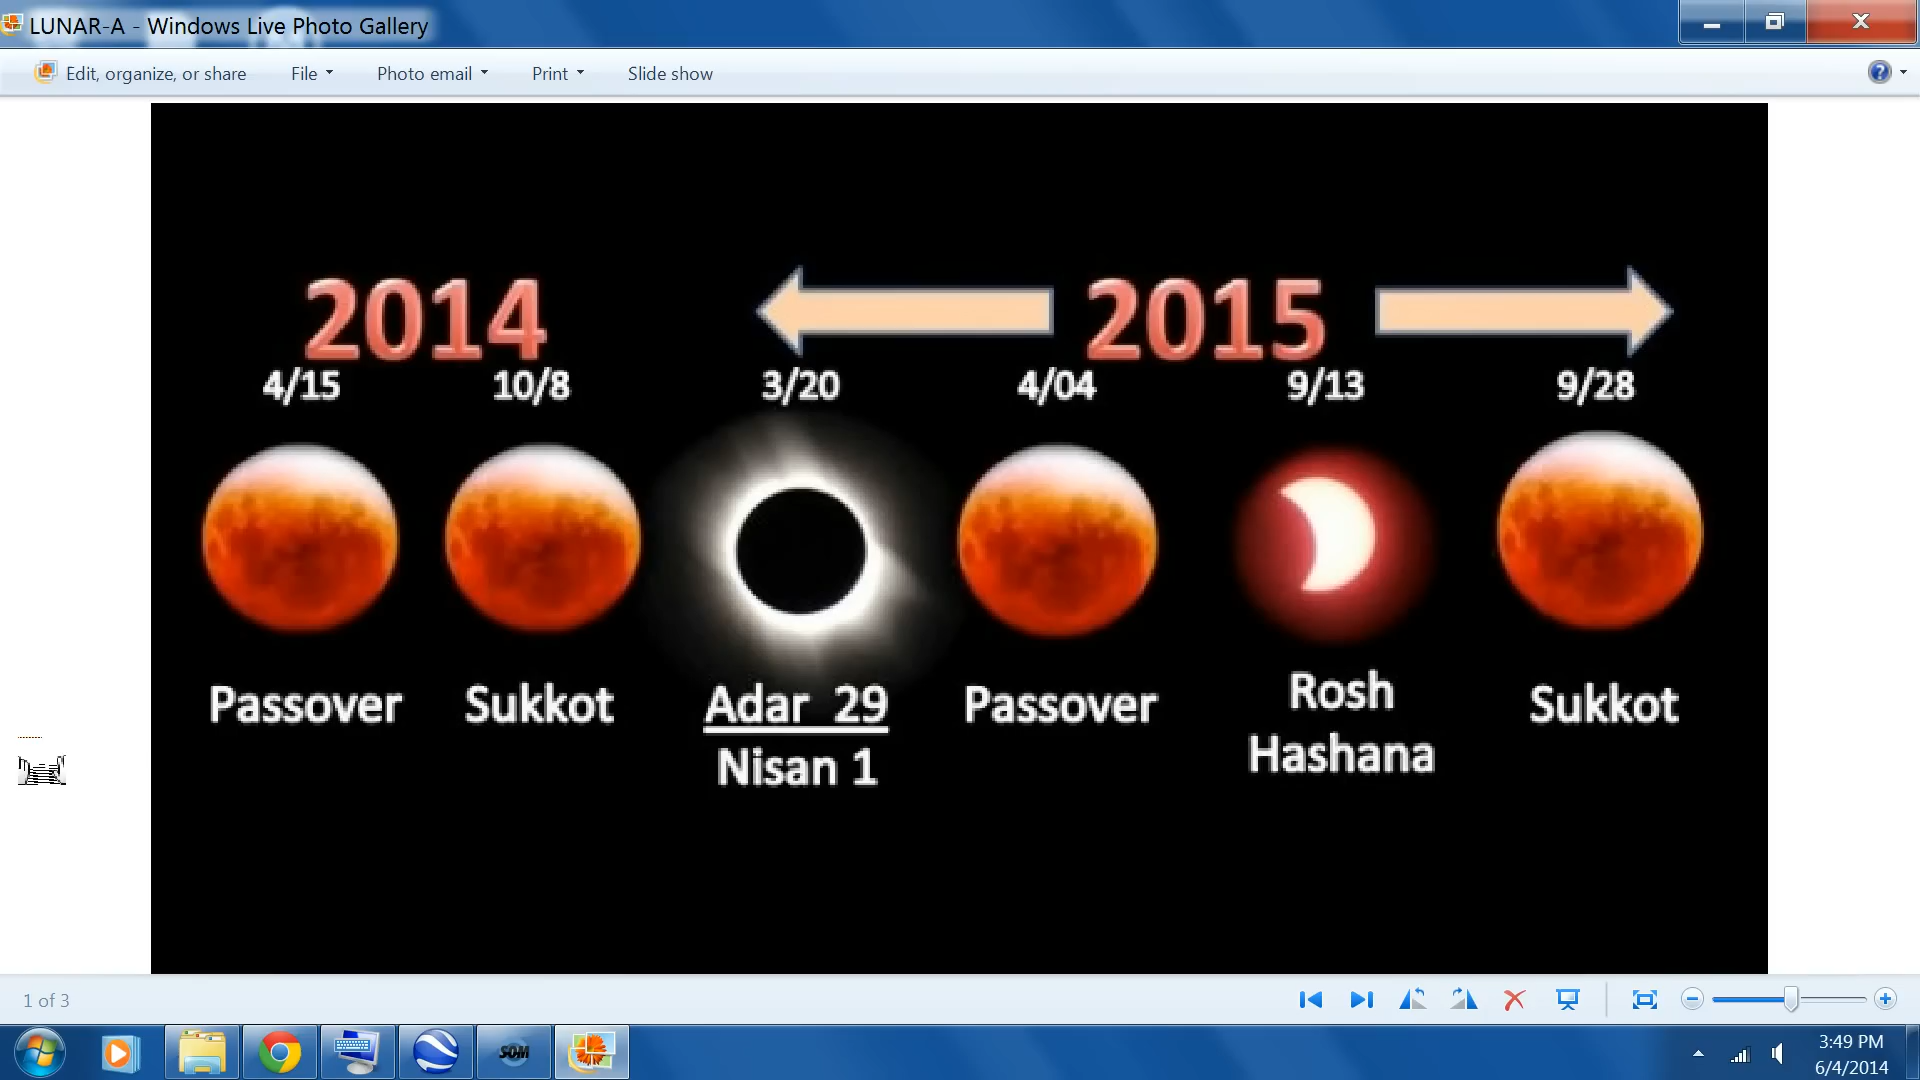 LUNAR-A - Windows Live Photo Gallery
Edit, organize, or share File Photo email Print Slide show
2014 2015
4/15 10/8 3/20 4/04 9/13 9/28
Passover Sukkot Adar 29 Passover Rosh Sukkot
Nisan 1 Hashana
1 of 3
SOM
3:49 PM
6/4/2014